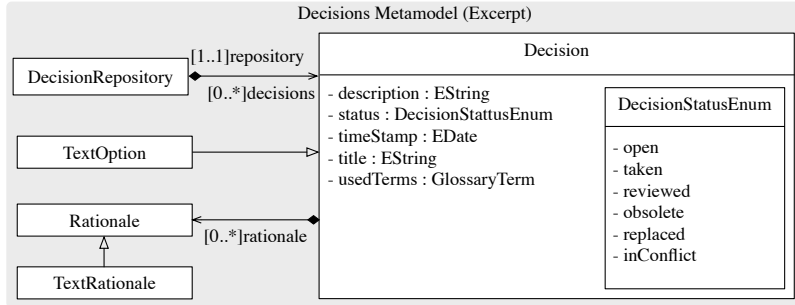 Decisions Metamodel (Excerpt)
DecisionRepository
[1..1]repository
[0..*]decisions
Decision
- description : EString
- status : DecisionStattusEnum
- timeStamp : EDate
- title : EString
- usedTerms : GlossaryTerm
DecisionStatusEnum
- open
- taken
- reviewed
- obsolete
- replaced
- inConflict
TextOption
Rationale
[0..*]rationale
TextRationale